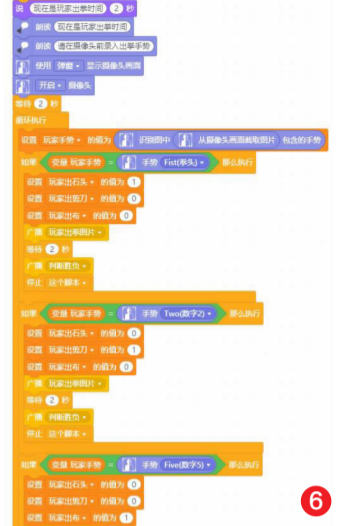 说 现在是玩家出拳时间 2 秒
朗读 现在是玩家出拳时间
朗读 请在摄像头前录入出拳手势
使用 弹窗 显示摄像头画面
开启 摄像头
等待 2 秒
循环执行
设置 玩家手势 的值为 识别图中 从摄像头画面截取图片 包含的手势
如果 变量 玩家手势 = 手势 Fist(拳头) 那么执行
设置 玩家出石头 的值为 1
设置 玩家出剪刀 的值为 0
设置 玩家出布 的值为 0
广播 玩家出拳图片
等待 2 秒
广播 判断胜负
停止 这个脚本
如果 变量 玩家手势 = 手势 Two(数字2) 那么执行
设置 玩家出石头 的值为 0
设置 玩家出剪刀 的值为 1
设置 玩家出布 的值为 0
广播 玩家出拳图片
等待 2 秒
广播 判断胜负
停止 这个脚本
如果 变量 玩家手势 = 手势 Five(数字5) 那么执行
设置 玩家出石头 的值为 0
设置 玩家出剪刀 的值为 0
设置 玩家出布 的值为 1
6